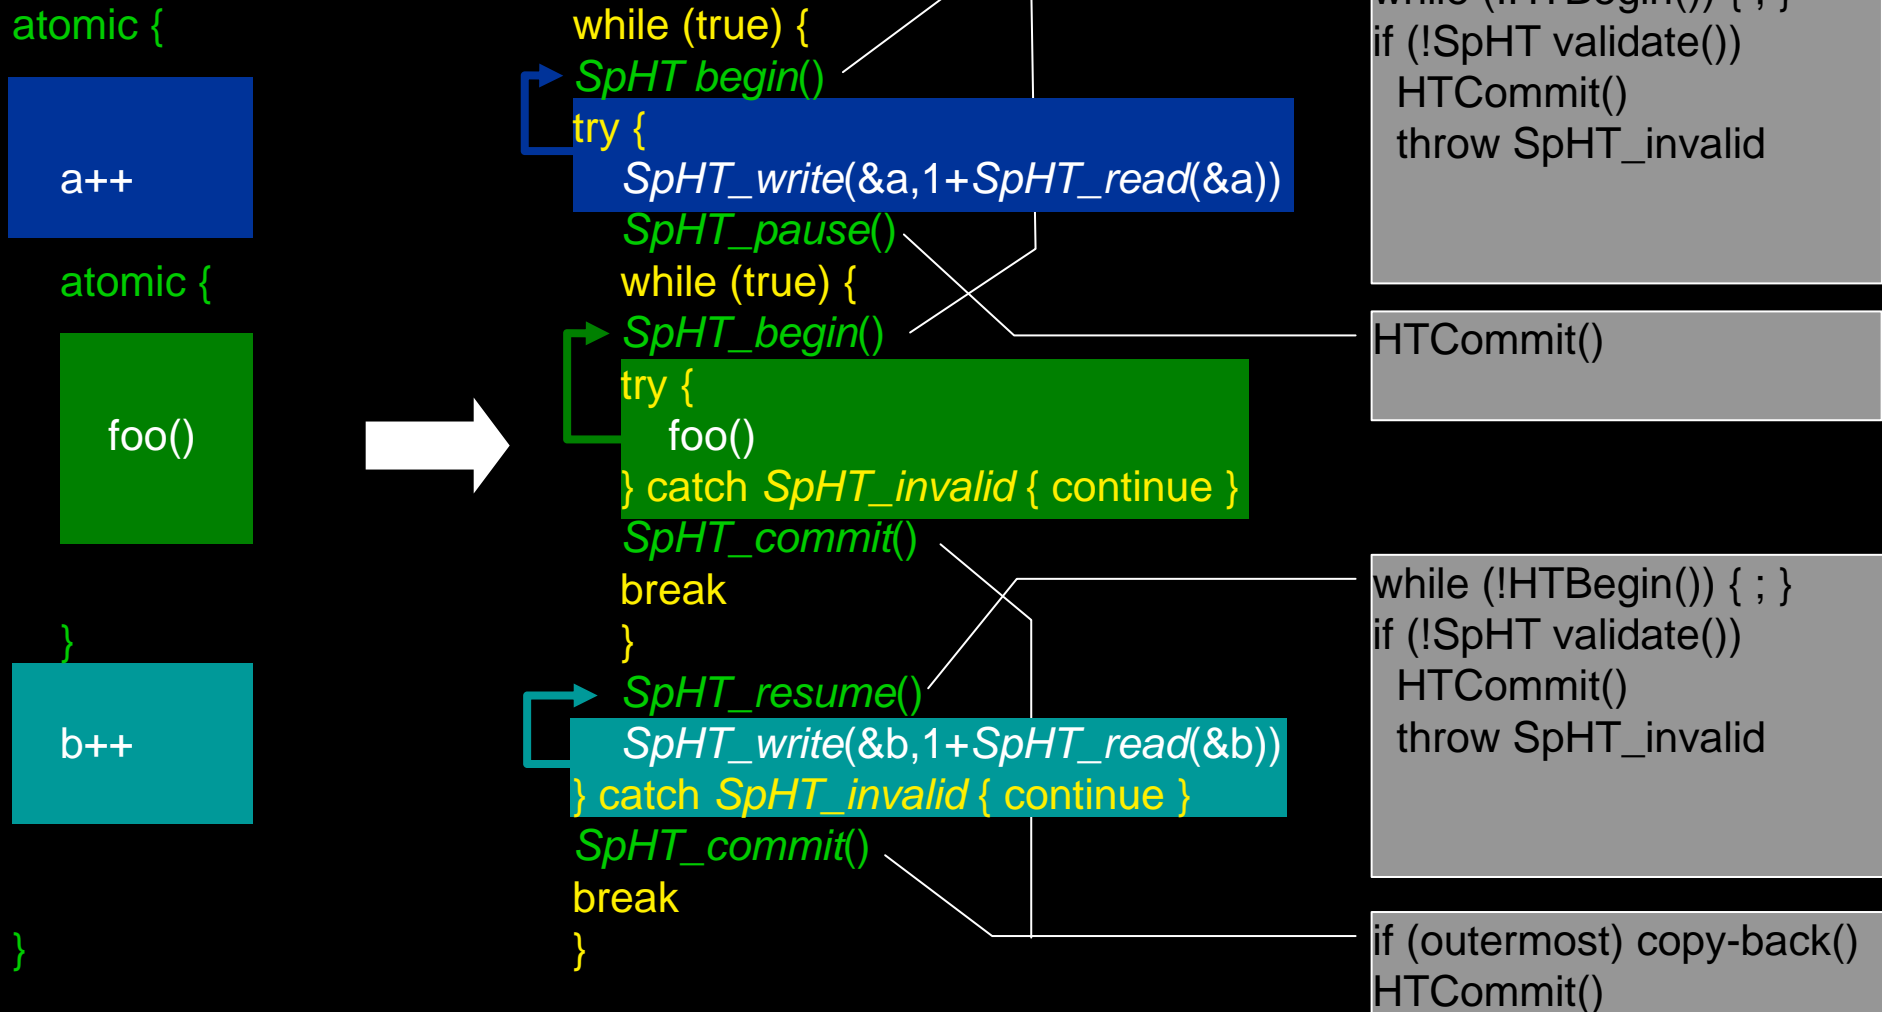 atomic {
a++
atomic {
foo()
}
b++
}
while (true) {
SpHT begin()
try {
SpHT_write(&a,1+SpHT_read(&a))
SpHT_pause()
while (true) {
SpHT_begin()
try {
foo()
} catch SpHT_invalid { continue }
SpHT_commit()
break
}
SpHT_resume()
SpHT_write(&b,1+SpHT_read(&b))
} catch SpHT_invalid { continue }
SpHT_commit()
break
}
while (!HTBegin()) { ; }
if (!SpHT validate())
HTCommit()
throw SpHT_invalid
HTCommit()
while (!HTBegin()) { ; }
if (!SpHT validate())
HTCommit()
throw SpHT_invalid
if (outermost) copy-back()
HTCommit()